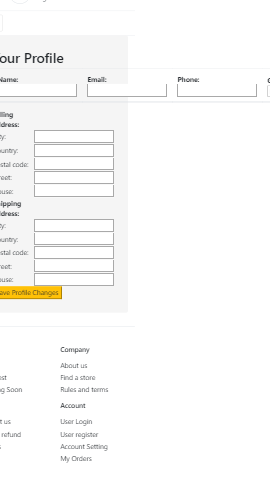 our Profile
Name: Email: Phone:
lling
ddress:
ty:
ountry:
stal code:
reet:
ouse:
hipping
ddress:
ty:
ountry:
stal code:
reet:
ouse:
ave Profile Changes
Company
About us
est Find a store
ng Soon Rules and terms
Account
User Login
t us User register
refund Account Setting
My Orders